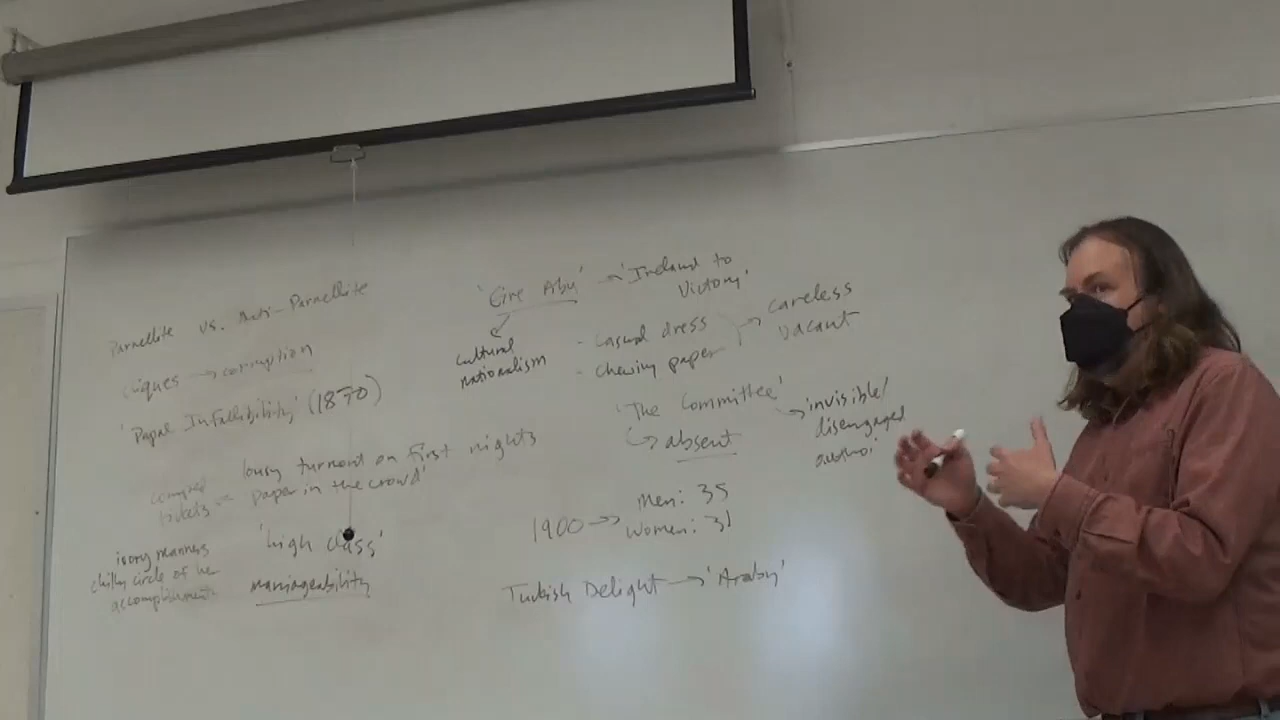 Parnellite vs. Anti-Parnellite
cliques → corruption
'Papal Infallibility' (1870)
lousy turnout on first nights
tickets = paper in the crowd'
'high class'
ivory manners
chilly circle of her
accomplishments
marriageability
'Eire Abu' → 'Ireland to
Victory'
cultural
nationalism
- casual dress
- chewing paper
→ careless
vacant
'The Committee'
↳ absent
→ invisible/
disengaged
author
1900 → Men: 35
Women: 31
Turkish Delight → 'Araby'